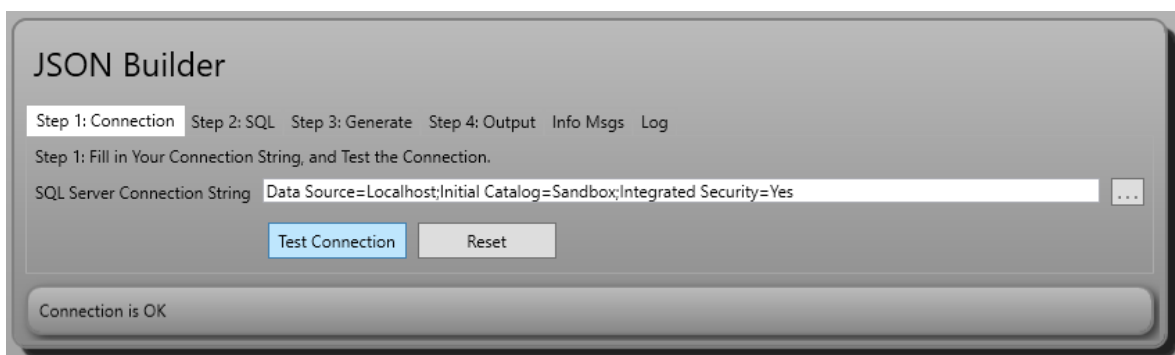 JSON Builder
Step 1: Connection Step 2: SQL Step 3: Generate Step 4: Output Info Msgs Log
Step 1: Fill in Your Connection String, and Test the Connection.
SQL Server Connection String Data Source=Localhost;Initial Catalog=Sandbox;Integrated Security=Yes ...
Test Connection Reset
Connection is OK